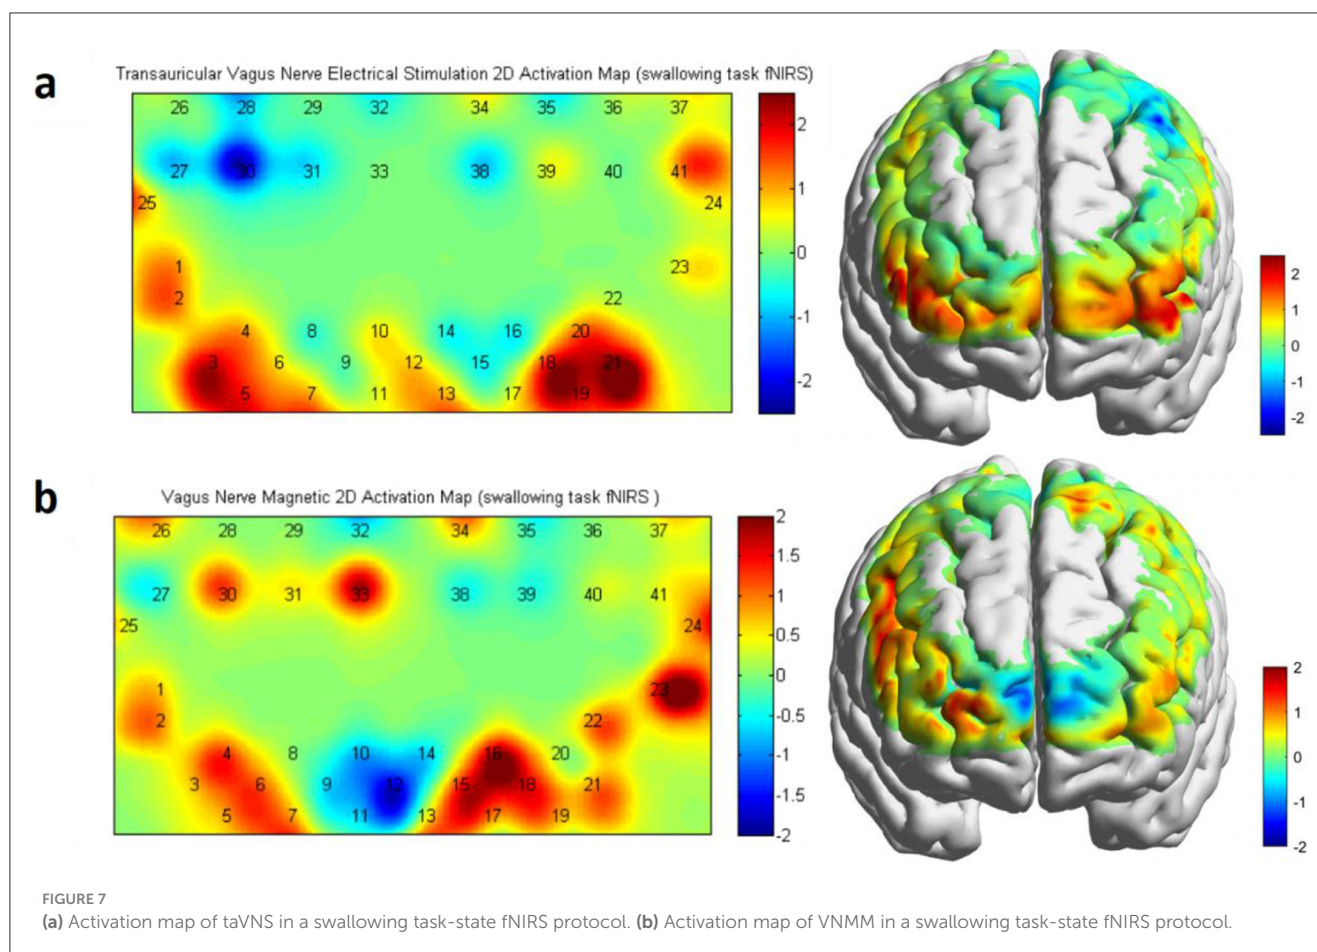 a
Transauricular Vagus Nerve Electrical Stimulation 2D Activation Map (swallowing task fNIRS)
26 28 29 32 34 35 36 37
27 30 31 33 38 39 40 41
25 24
1 23
2 22
4 8 10 14 16 20
3 6 9 12 15 18 21
5 7 11 13 17 19
2
1
0
-1
-2
2
1
0
-1
-2
b
Vagus Nerve Magnetic 2D Activation Map (swallowing task fNIRS )
26 28 29 32 34 35 36 37
27 30 31 33 38 39 40 41
25 24
1 23
2 22
4 8 10 14 16 20
3 6 9 12 15 18 21
5 7 11 13 17 19
2
1.5
1
0.5
0
-0.5
-1
-1.5
-2
2
1
0
-1
-2
FIGURE 7
(a) Activation map of taVNS in a swallowing task-state fNIRS protocol. (b) Activation map of VNMM in a swallowing task-state fNIRS protocol.